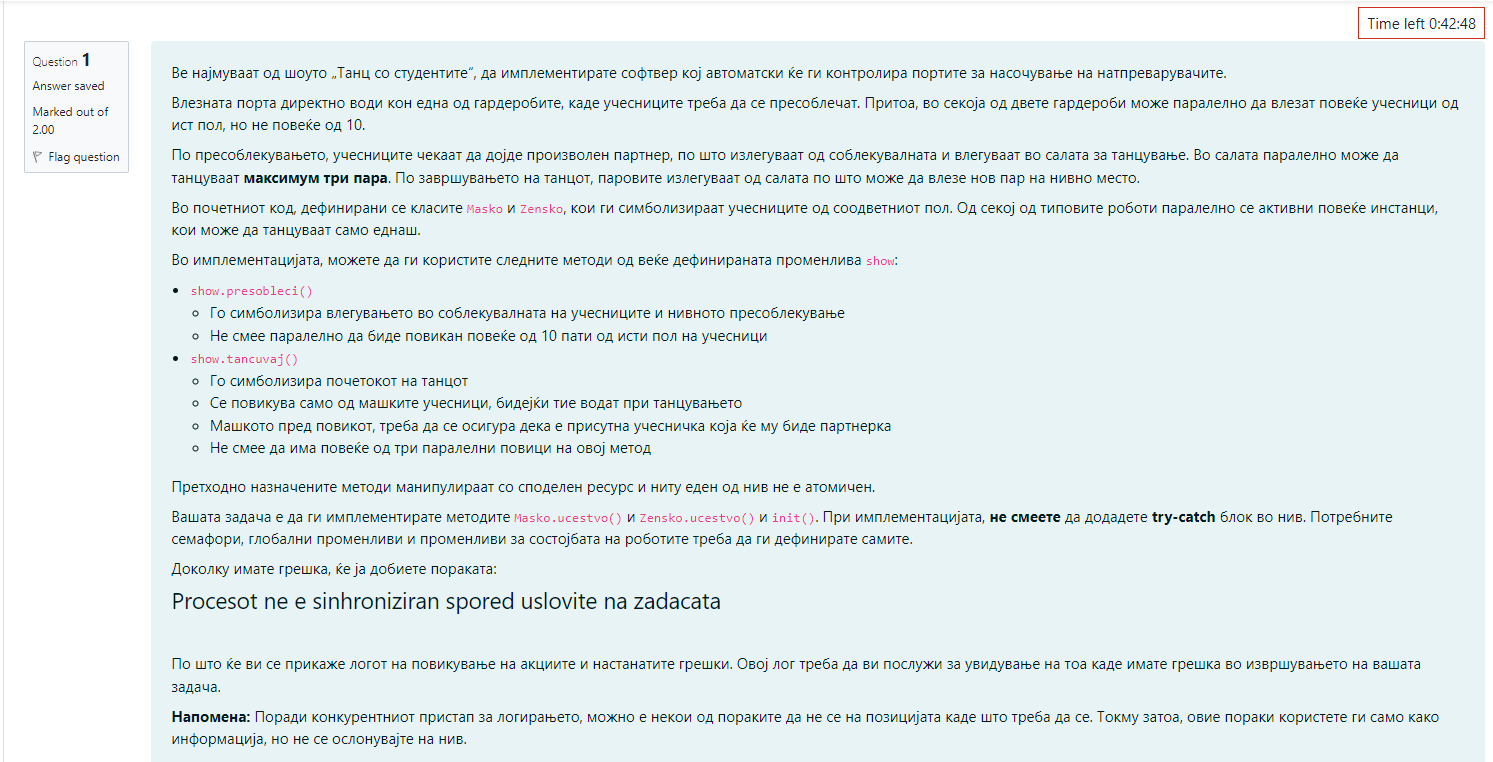 Time left 0:42:48
Question 1
Answer saved
Marked out of
2.00
Flag question
Ве најмуваат од шоуто „Танц со студентите“, да имплементирате софтвер кој автоматски ќе ги контролира портите за насочување на натпреварувачите.
Влезната порта директно води кон една од гардеробите, каде учесниците треба да се пресоблечат. Притоа, во секоја од двете гардероби може паралелно да влезат повеќе учесници од
ист пол, но не повеќе од 10.
По пресоблекувањето, учесниците чекаат да дојде произволен партнер, по што излегуваат од соблекувалната и влегуваат во салата за танцување. Во салата паралелно може да
танцуваат максимум три пара. По завршувањето на танцот, паровите излегуваат од салата по што може да влезе нов пар на нивно место.
Во почетниот код, дефинирани се класите Masko и Zensko, кои ги симболизираат учесниците од соодветниот пол. Од секој од типовите роботи паралелно се активни повеќе инстанци,
кои може да танцуваат само еднаш.
Во имплементацијата, можете да ги користите следните методи од веќе дефинираната променлива show:
show.presobleci()
Го симболизира влегувањето во соблекувалната на учесниците и нивното пресоблекување
Не смее паралелно да биде повикан повеќе од 10 пати од исти пол на учесници
show.tancuvaj()
Го симболизира почетокот на танцот
Се повикува само од машките учесници, бидејќи тие водат при танцувањето
Машкото пред повикот, треба да се осигура дека е присутна учесничка која ќе му биде партнерка
Не смее да има повеќе од три паралелни повици на овој метод
Претходно назначените методи манипулираат со споделен ресурс и ниту еден од нив не е атомичен.
Вашата задача е да ги имплементирате методите Masko.ucestvo() и Zensko.ucestvo() и init(). При имплементацијата, не смеете да додадете try-catch блок во нив. Потребните
семафори, глобални променливи и променливи за состојбата на роботите треба да ги дефинирате самите.
Доколку имате грешка, ќе ја добиете пораката:
Procesot ne e sinhroniziran spored uslovite na zadacata
По што ќе ви се прикаже логот на повикување на акциите и настанатите грешки. Овој лог треба да ви послужи за увидување на тоа каде имате грешка во извршувањето на вашата
задача.
Напомена: Поради конкурентниот пристап за логирањето, можно е некои од пораките да не се на позицијата каде што треба да се. Токму затоа, овие пораки користете ги само како
информација, но не се ослонувајте на нив.